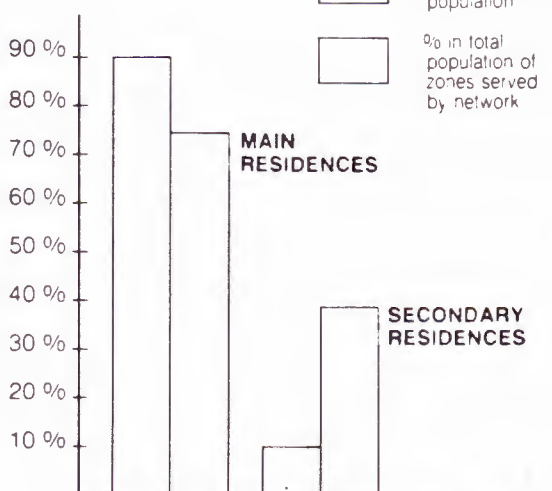 population
% in total
population of
zones served
by network
90 %
80 %
70 %
60 %
50 %
40 %
30 %
20 %
10 %
MAIN
RESIDENCES
SECONDARY
RESIDENCES